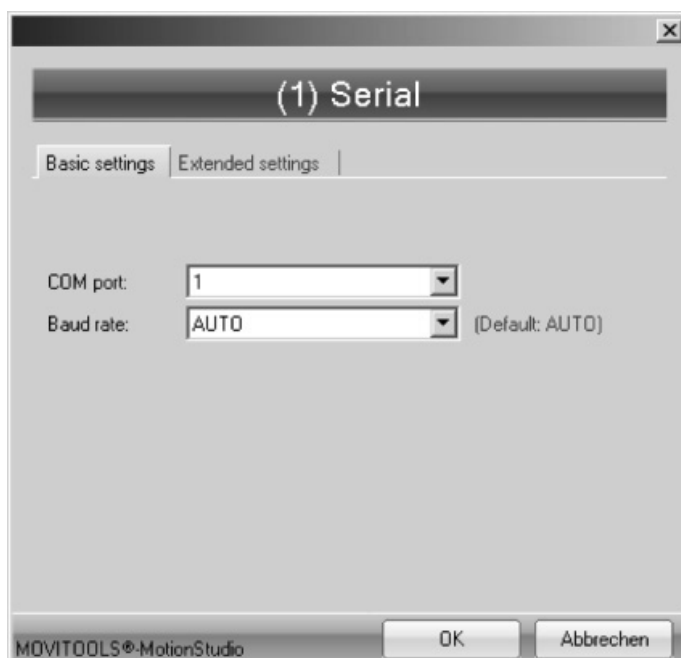 (1) Serial
Basic settings Extended settings
COM port: 1
Baud rate: AUTO (Default: AUTO)
OK Abbrechen
MOVITOOLS®-MotionStudio